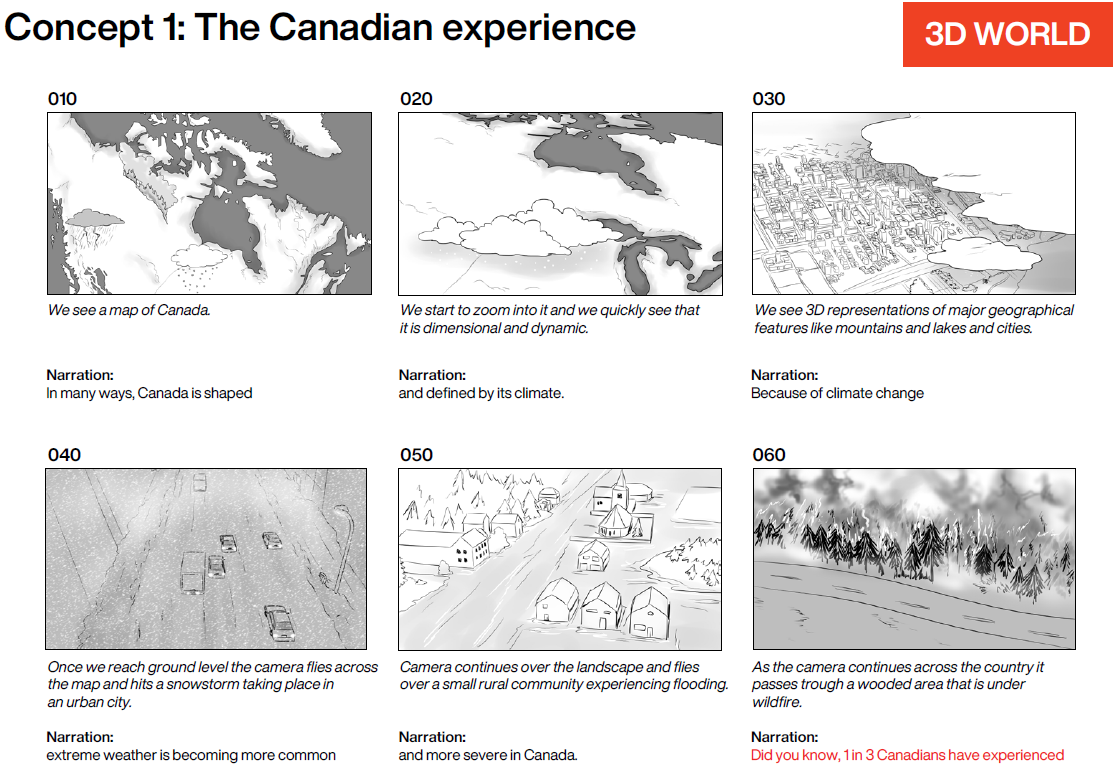 Concept 1: The Canadian experience
3D WORLD
010
We see a map of Canada.
Narration:
In many ways, Canada is shaped
020
We start to zoom into it and we quickly see that
it is dimensional and dynamic.
Narration:
and defined by its climate.
030
We see 3D representations of major geographical
features like mountains and lakes and cities.
Narration:
Because of climate change
040
Once we reach ground level the camera flies across
the map and hits a snowstorm taking place in
an urban city.
Narration:
extreme weather is becoming more common
050
Camera continues over the landscape and flies
over a small rural community experiencing flooding.
Narration:
and more severe in Canada.
060
As the camera continues across the country it
passes trough a wooded area that is under
wildfire.
Narration:
Did you know, 1 in 3 Canadians have experienced